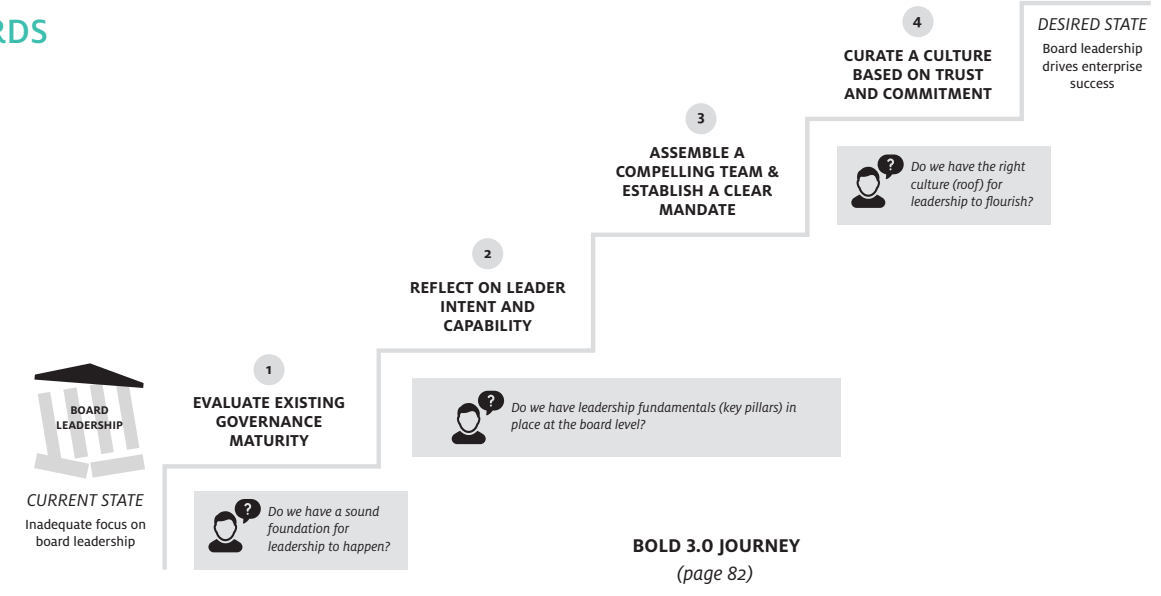 RDS
4
CURATE A CULTURE
BASED ON TRUST
AND COMMITMENT
DESIRED STATE
Board leadership
drives enterprise
success
3
ASSEMBLE A
COMPELLING TEAM &
ESTABLISH A CLEAR
MANDATE
?
Do we have the right
culture (roof) for
leadership to flourish?
2
REFLECT ON LEADER
INTENT AND
CAPABILITY
1
EVALUATE EXISTING
GOVERNANCE
MATURITY
BOARD
LEADERSHIP
?
Do we have leadership fundamentals (key pillars) in
place at the board level?
CURRENT STATE
Inadequate focus on
board leadership
?
Do we have a sound
foundation for
leadership to happen?
BOLD 3.0 JOURNEY
(page 82)